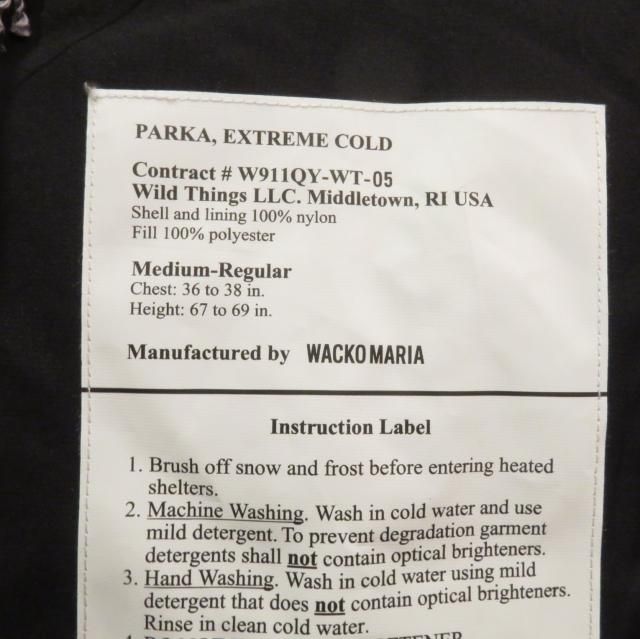 PARKA, EXTREME COLD
Contract # W911QY-WT-05
Wild Things LLC. Middletown, RI USA
Shell and lining 100% nylon
Fill 100% polyester
Medium-Regular
Chest: 36 to 38 in.
Height: 67 to 69 in.
Manufactured by WACKO MARIA
Instruction Label
1. Brush off snow and frost before entering heated
shelters.
2. Machine Washing. Wash in cold water and use
mild detergent. To prevent degradation garment
detergents shall not contain optical brighteners.
3. Hand Washing. Wash in cold water using mild
detergent that does not contain optical brighteners.
Rinse in clean cold water.